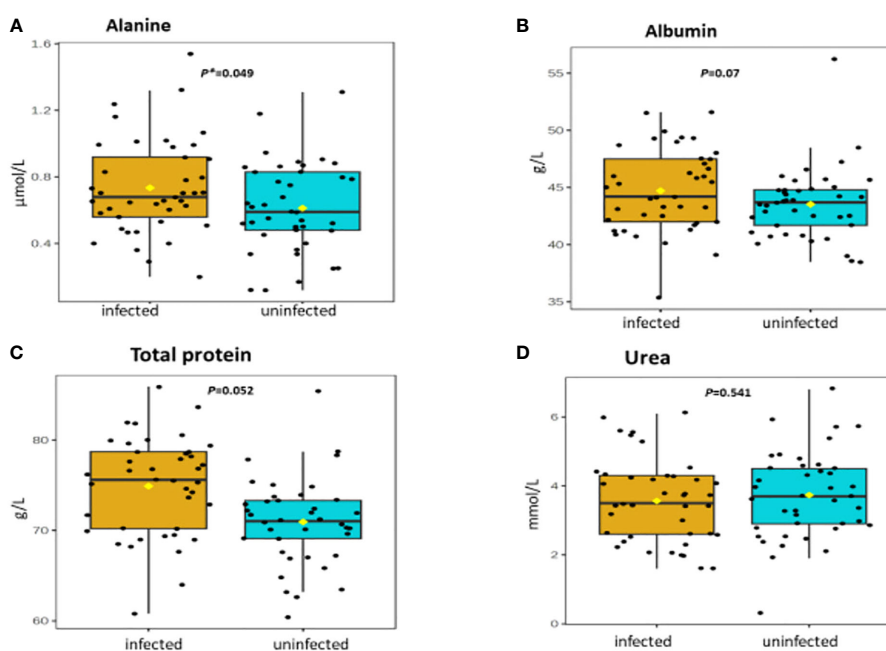 A
Alanine
1.6
1.2
0.8
0.4
μmol/L
P*=0.049
infected
uninfected
B
Albumin
55
50
45
40
35
g/L
P=0.07
infected
uninfected
C
Total protein
80
70
60
g/L
P=0.052
infected
uninfected
D
Urea
6
4
2
0
mmol/L
P=0.541
infected
uninfected